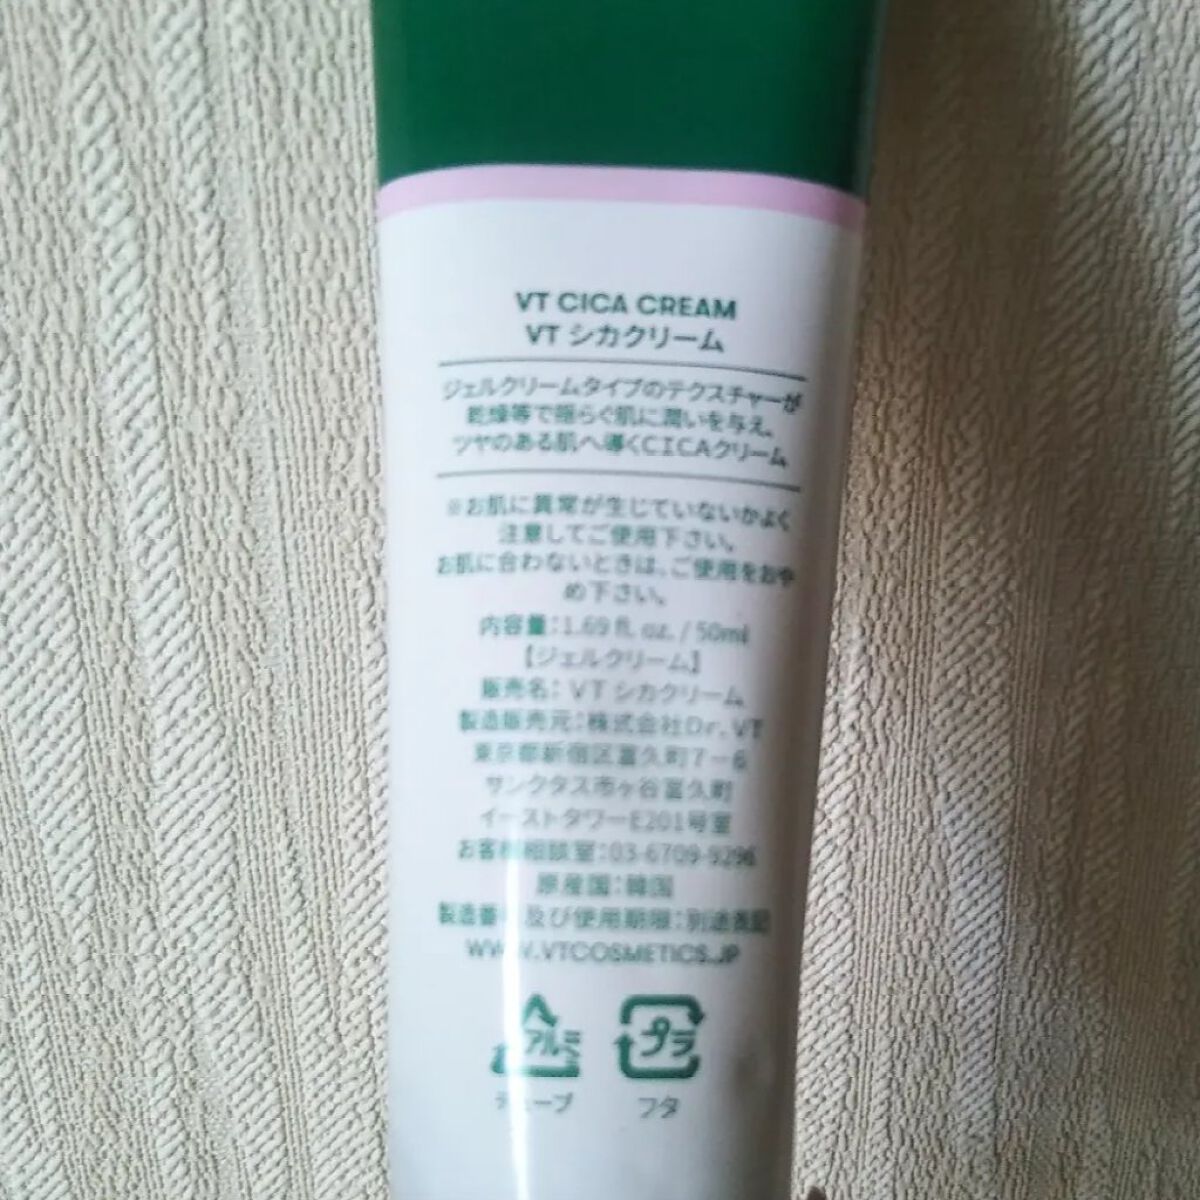 VT CICA CREAM
VT シカクリーム
ジェルクリームタイプのテクスチャーが
乾燥等で揺らぐ肌に潤いを与え、
ツヤのある肌へ導くCICAクリーム
※お肌に異常が生じていないかよく
注意してご使用下さい。
お肌に合わないときは、ご使用をおや
め下さい。
内容量:1.69 fl. oz. / 50ml
【ジェルクリーム】
販売名: VT シカクリーム
製造販売元:株式会社Dr. VT
東京都新宿区富久町7-6
サンクタス市ヶ谷富久町
イーストタワーE201号室
お客様相談室:03-6709-9296
原産国:韓国
製造番号及び使用期限:別途表記
WWW.VTCOSMETICS.JP
アルミ プラ
チューブ フタ